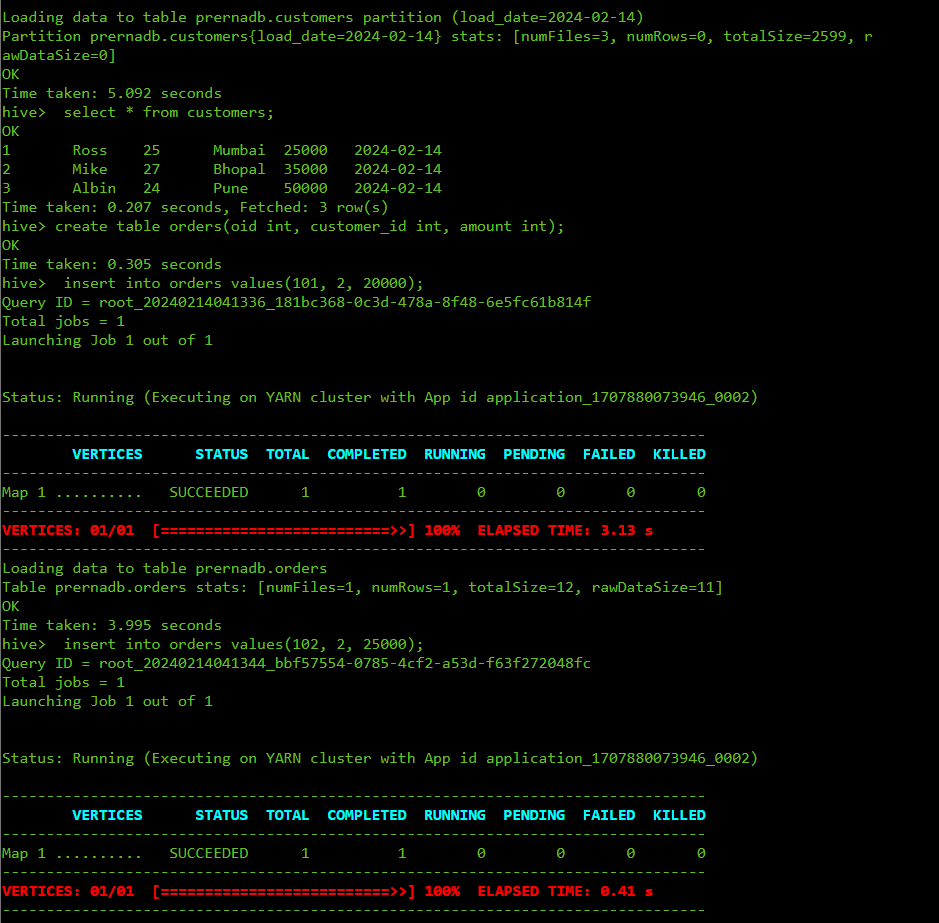 Loading data to table prernadb.customers partition (load_date=2024-02-14)
Partition prernadb.customers{load_date=2024-02-14} stats: [numFiles=3, numRows=0, totalSize=2599, r
awDataSize=0]
OK
Time taken: 5.092 seconds
hive>  select * from customers;
OK
1       Ross    25      Mumbai  25000   2024-02-14
2       Mike    27      Bhopal  35000   2024-02-14
3       Albin   24      Pune    50000   2024-02-14
Time taken: 0.207 seconds, Fetched: 3 row(s)
hive> create table orders(oid int, customer_id int, amount int);
OK
Time taken: 0.305 seconds
hive>  insert into orders values(101, 2, 20000);
Query ID = root_20240214041336_181bc368-0c3d-478a-8f48-6e5fc61b814f
Total jobs = 1
Launching Job 1 out of 1
Status: Running (Executing on YARN cluster with App id application_1707880073946_0002)
--------------------------------------------------------------------------------
        VERTICES      STATUS  TOTAL  COMPLETED  RUNNING  PENDING  FAILED  KILLED
--------------------------------------------------------------------------------
Map 1 ..........   SUCCEEDED      1          1        0        0       0       0
--------------------------------------------------------------------------------
VERTICES: 01/01  [==========================>>] 100%  ELAPSED TIME: 3.13 s
--------------------------------------------------------------------------------
Loading data to table prernadb.orders
Table prernadb.orders stats: [numFiles=1, numRows=1, totalSize=12, rawDataSize=11]
OK
Time taken: 3.995 seconds
hive>  insert into orders values(102, 2, 25000);
Query ID = root_20240214041344_bbf57554-0785-4cf2-a53d-f63f272048fc
Total jobs = 1
Launching Job 1 out of 1
Status: Running (Executing on YARN cluster with App id application_1707880073946_0002)
--------------------------------------------------------------------------------
        VERTICES      STATUS  TOTAL  COMPLETED  RUNNING  PENDING  FAILED  KILLED
--------------------------------------------------------------------------------
Map 1 ..........   SUCCEEDED      1          1        0        0       0       0
--------------------------------------------------------------------------------
VERTICES: 01/01  [==========================>>] 100%  ELAPSED TIME: 0.41 s
--------------------------------------------------------------------------------